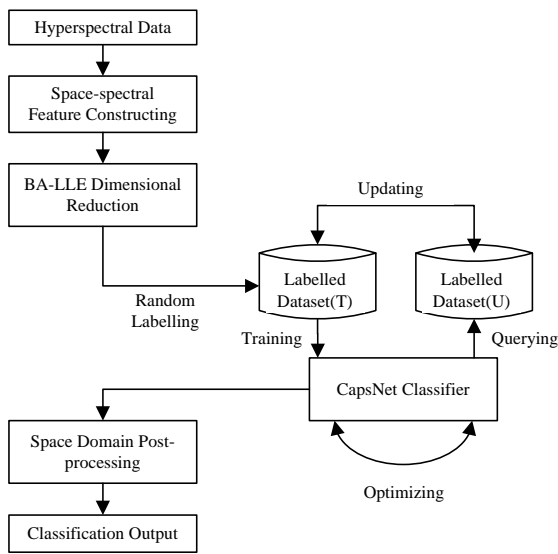 Hyperspectral Data
Space-spectral
Feature Constructing
BA-LLE Dimensional
Reduction
Updating
Labelled
Dataset(T)
Labelled
Dataset(U)
Random
Labelling
Training
Querying
CapsNet Classifier
Space Domain Post-
processing
Optimizing
Classification Output